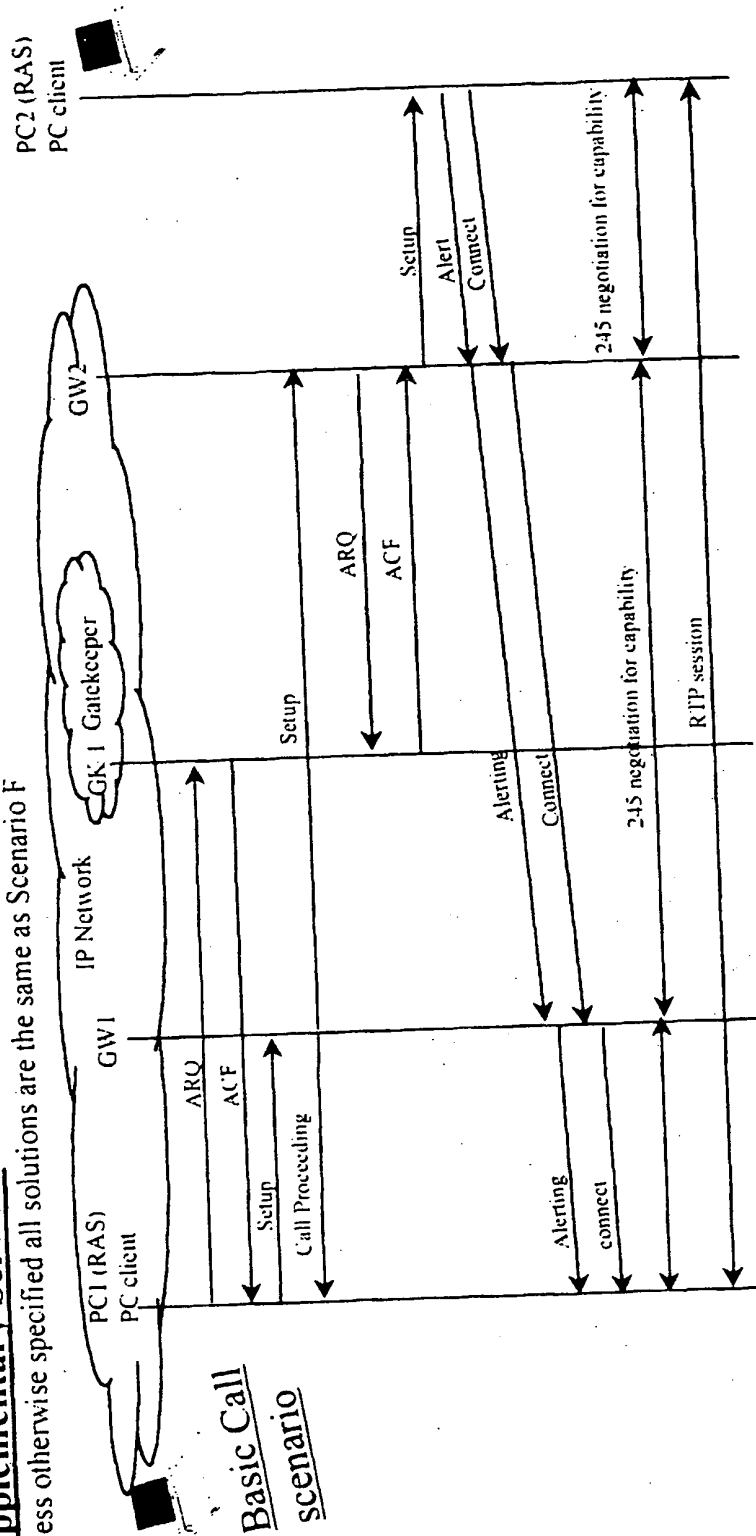 ess otherwise specified all solutions are the same as Scenario F
Basic Call
scenario
PC1 (RAS)
PC client
GW1
IP Network
GK 1 Gatekeeper
GW2
PC2 (RAS)
PC client
ARQ
ACF
Setup
Call Proceeding
Setup
ARQ
ACF
Setup
Alert
Connect
Alerting
Connect
Alerting
connect
245 negotiation for capability
245 negotiation for capability
RTP session